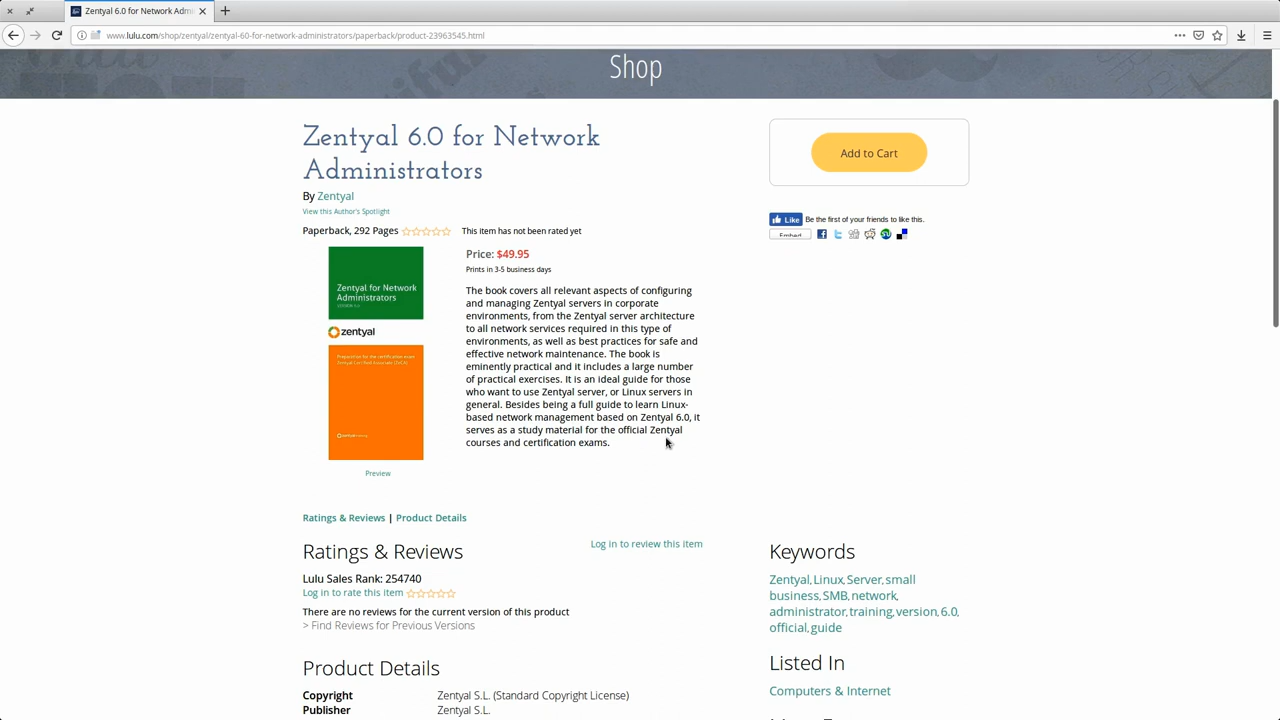 Zentyal 6.0 for Network Admi
www.lulu.com/shop/zentyal/zentyal-60-for-network-administrators/paperback/product-23963545.html
Shop
Zentyal 6.0 for Network
Administrators
Add to Cart
By Zentyal
View this Author's Spotlight
Like Be the first of your friends to like this.
Embed
Paperback, 292 Pages This item has not been rated yet
Price: $49.95
Prints in 3-5 business days
Zentyal for Network
Administrators
zentyal
Preparation for the certification exam
Zentyal Certified Associate (ZeCA)
The book covers all relevant aspects of configuring
and managing Zentyal servers in corporate
environments, from the Zentyal server architecture
to all network services required in this type of
environments, as well as best practices for safe and
effective network maintenance. The book is
eminently practical and it includes a large number
of practical exercises. It is an ideal guide for those
who want to use Zentyal server, or Linux servers in
general. Besides being a full guide to learn Linux-
based network management based on Zentyal 6.0, it
serves as a study material for the official Zentyal
courses and certification exams.
Preview
Ratings & Reviews | Product Details
Ratings & Reviews
Log in to review this item
Lulu Sales Rank: 254740
Log in to rate this item
There are no reviews for the current version of this product
> Find Reviews for Previous Versions
Product Details
Copyright Zentyal S.L. (Standard Copyright License)
Publisher Zentyal S.L.
Keywords
Zentyal, Linux, Server, small
business, SMB, network,
administrator, training, version, 6.0,
official, guide
Listed In
Computers & Internet